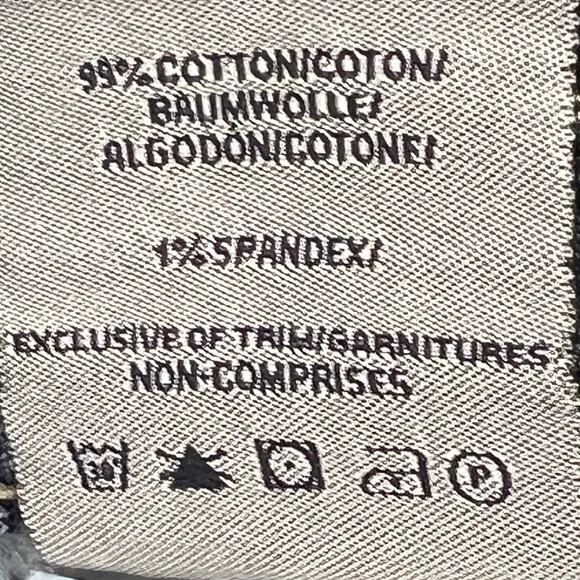 99% COTTON/COTON/
BAUMWOLLE/
ALGODÓN/COTONE/
1% SPANDEX/
EXCLUSIVE OF TRIM/GARNITURES
NON-COMPRISES
P